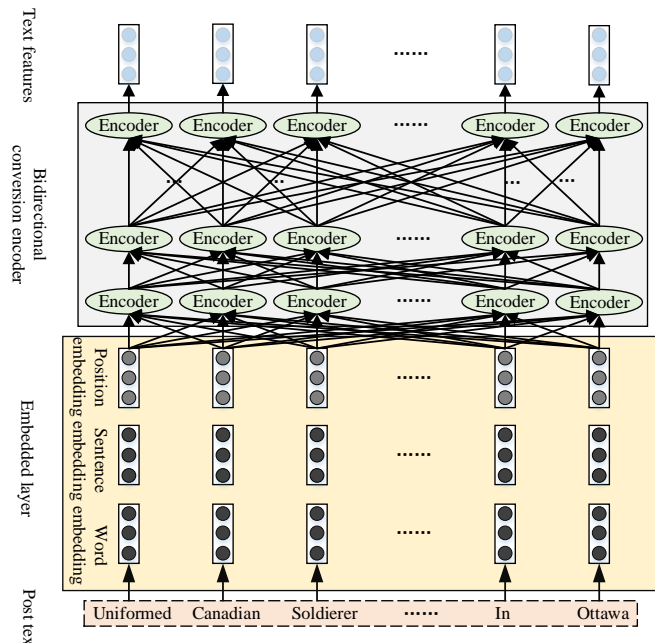 Text features
······
Encoder Encoder Encoder ······ Encoder Encoder
... ... ... ...
Bidirectional
conversion encoder
Encoder Encoder Encoder ······ Encoder Encoder
Encoder Encoder Encoder ······ Encoder Encoder
Embedded layer
Position
embedding
······
Sentence
embedding
······
Word
embedding
······
Post tex
Uniformed Canadian Soldierer ······ In Ottawa